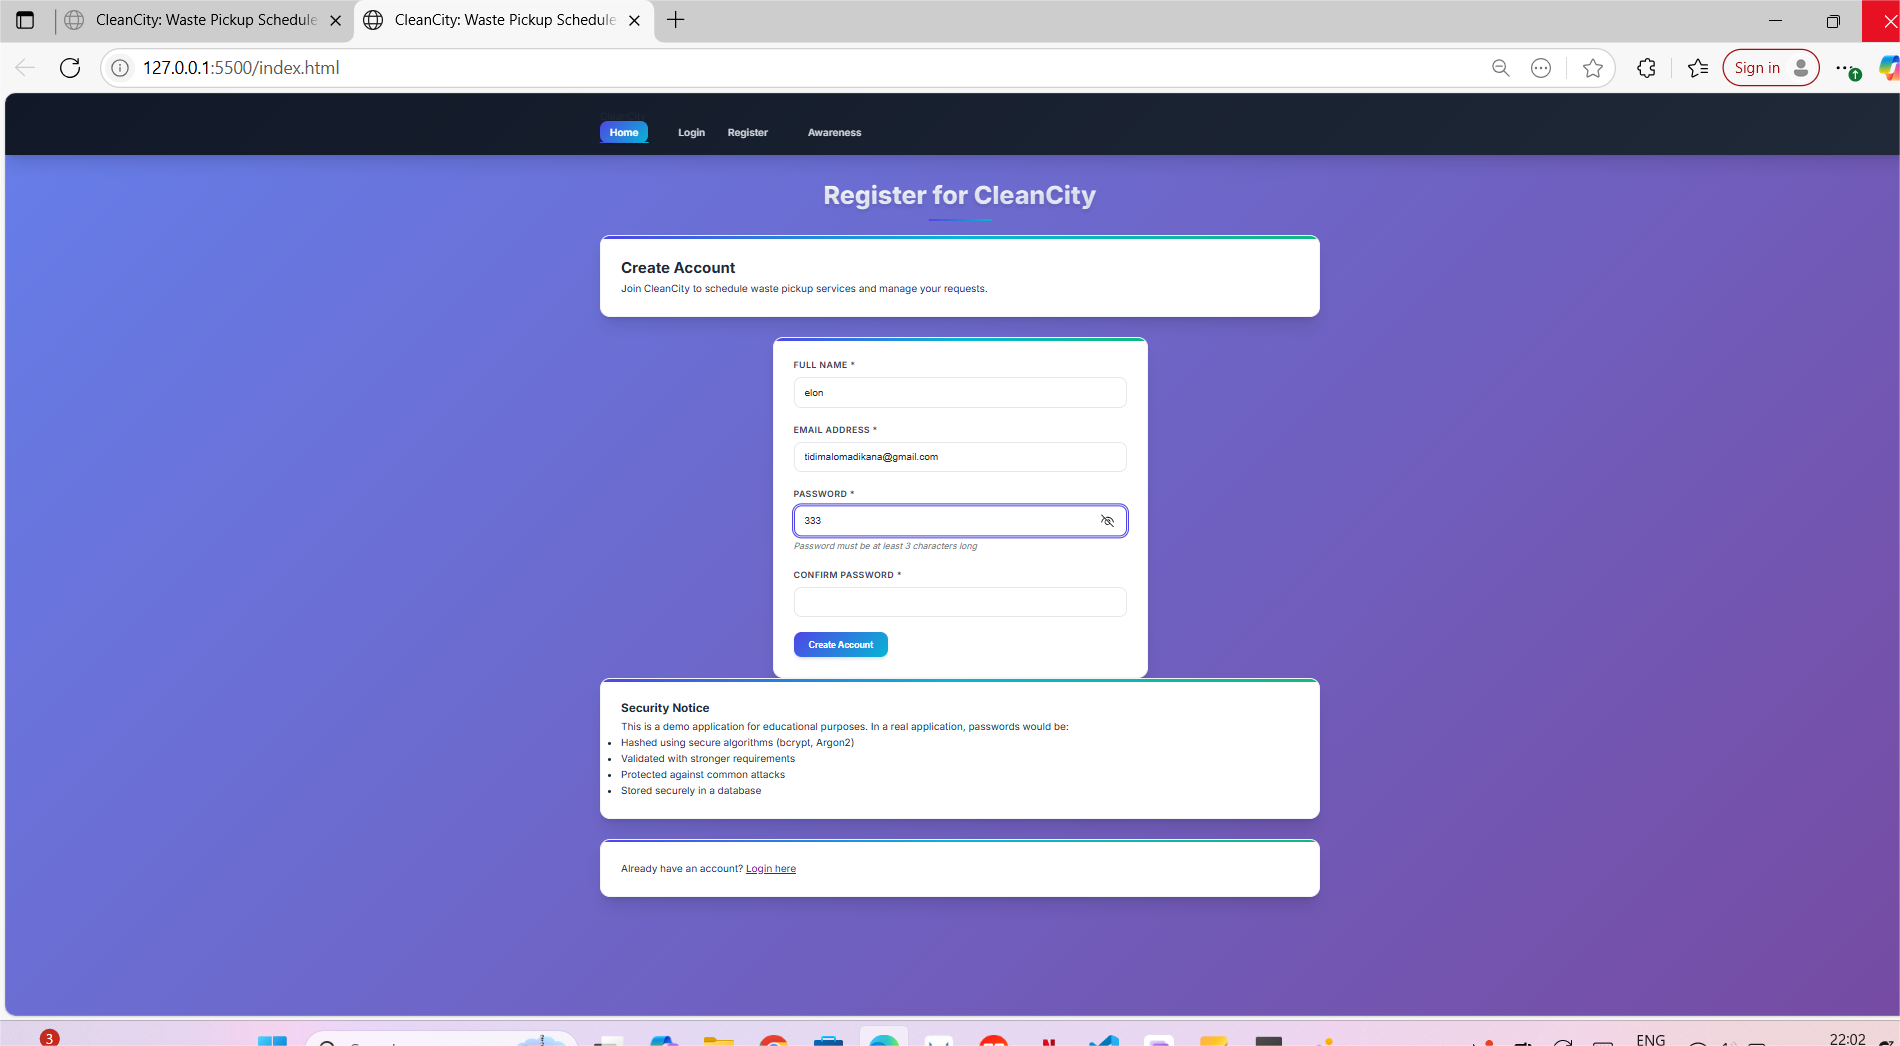 CleanCity: Waste Pickup Schedule
CleanCity: Waste Pickup Schedule
127.0.0.1:5500/index.html
Sign in
Home
Login
Register
Awareness
Register for CleanCity
Create Account
Join CleanCity to schedule waste pickup services and manage your requests.
FULL NAME *
elon
EMAIL ADDRESS *
tidimalomadikana@gmail.com
PASSWORD *
333
Password must be at least 3 characters long
CONFIRM PASSWORD *
Create Account
Security Notice
This is a demo application for educational purposes. In a real application, passwords would be:
• Hashed using secure algorithms (bcrypt, Argon2)
• Validated with stronger requirements
• Protected against common attacks
• Stored securely in a database
Already have an account? Login here
3
ENG
22:02